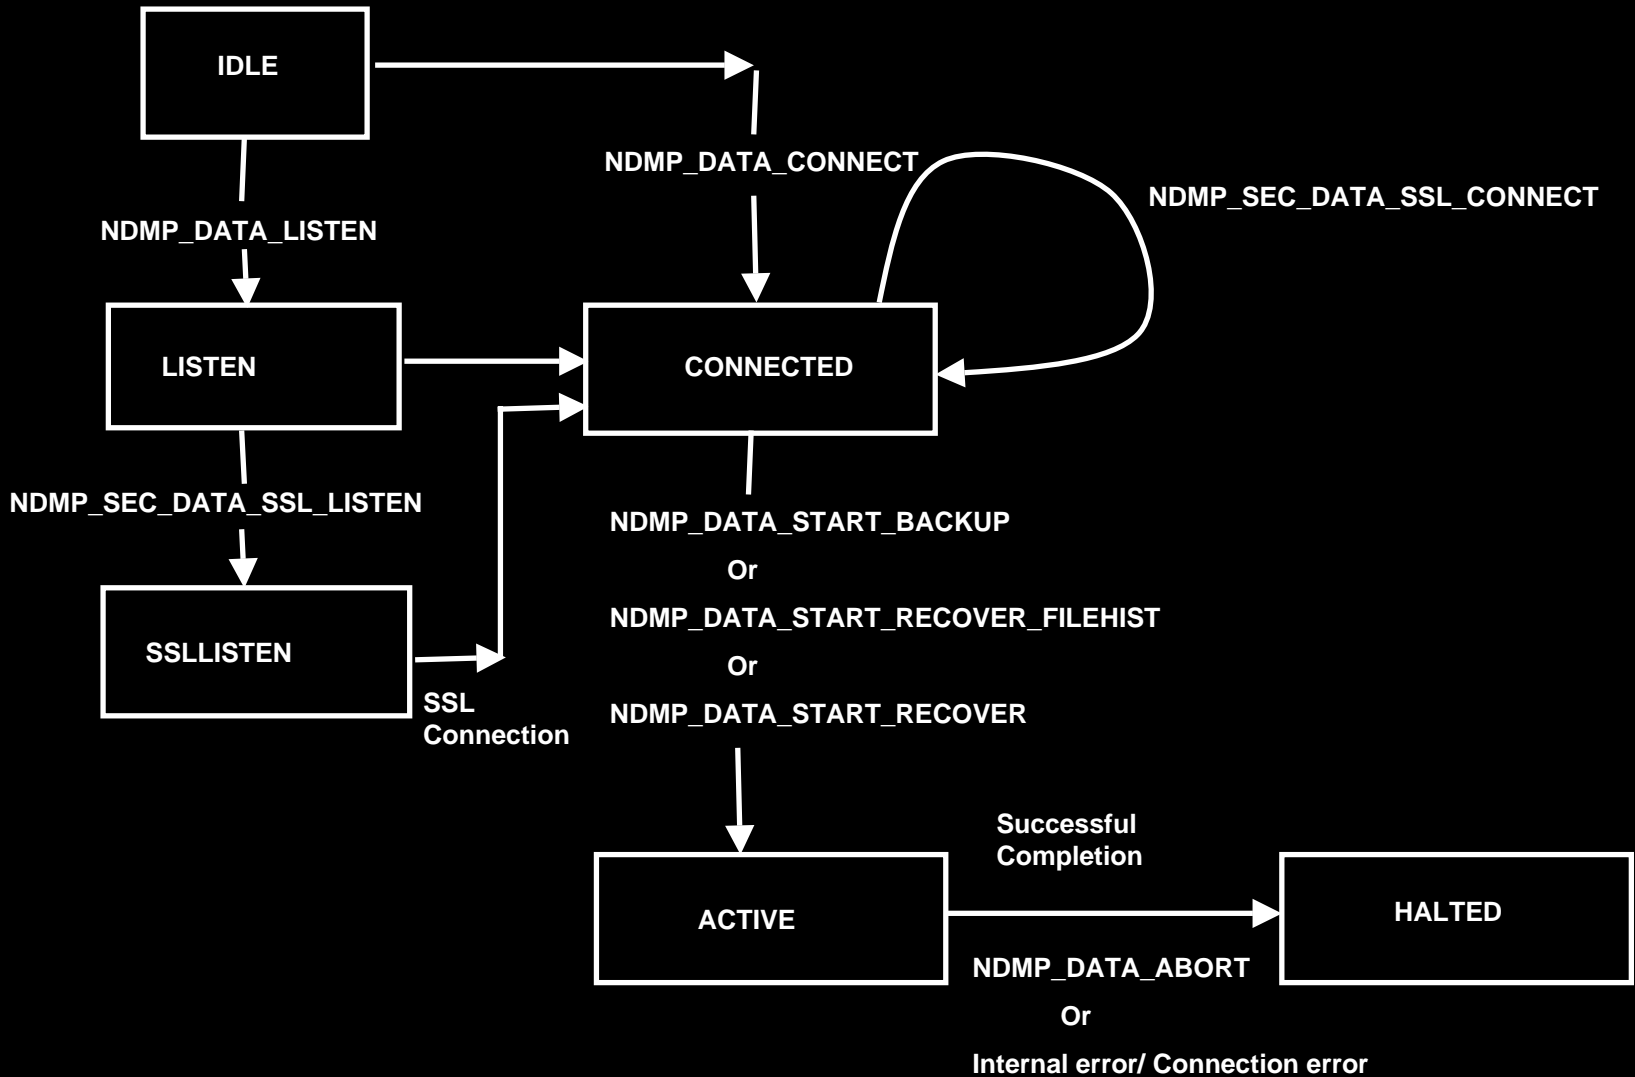 IDLE
NDMP_DATA_CONNECT
NDMP_SEC_DATA_SSL_CONNECT
NDMP_DATA_LISTEN
LISTEN
CONNECTED
NDMP_SEC_DATA_SSL_LISTEN
NDMP_DATA_START_BACKUP
Or
NDMP_DATA_START_RECOVER_FILEHIST
Or
NDMP_DATA_START_RECOVER
SSLLISTEN
SSL
Connection
Successful
Completion
ACTIVE
HALTED
NDMP_DATA_ABORT
Or
Internal error/ Connection error